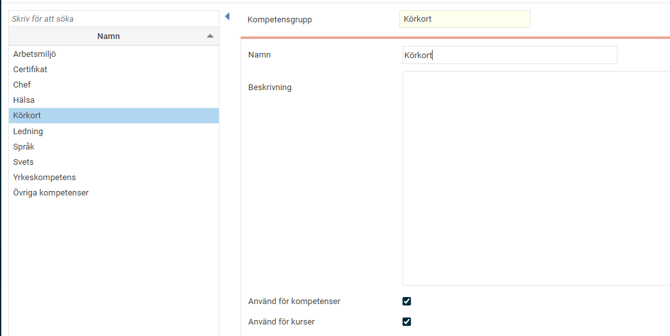 Skriv för att söka
Namn
Arbetsmiljö
Certifikat
Chef
Hälsa
Körkort
Ledning
Språk
Svets
Yrkeskompetens
Övriga kompetenser
Kompetensgrupp Körkort
Namn Körkort
Beskrivning
Använd för kompetenser
Använd för kurser